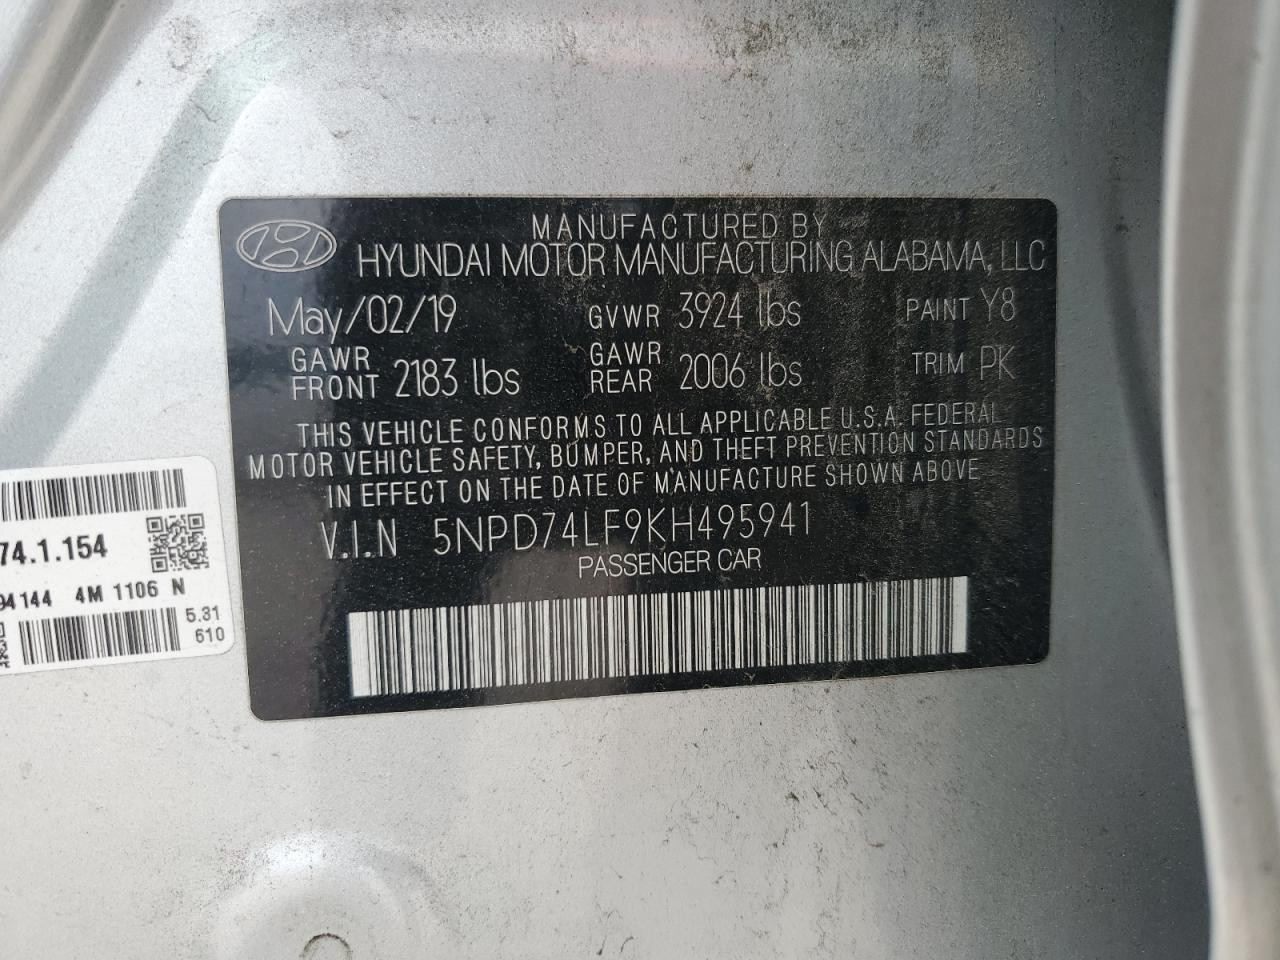 MANUFACTURED BY
HYUNDAI MOTOR MANUFACTURING ALABAMA, LLC
May/02/19 GVWR 3924 lbs PAINT Y8
GAWR FRONT 2183 lbs GAWR REAR 2006 lbs TRIM PK
THIS VEHICLE CONFORMS TO ALL APPLICABLE U.S.A. FEDERAL
MOTOR VEHICLE SAFETY, BUMPER, AND THEFT PREVENTION STANDARDS
IN EFFECT ON THE DATE OF MANUFACTURE SHOWN ABOVE
V.I.N 5NPD74LF9KH495941
PASSENGER CAR
74.1.154
94144 4M 1106 N
5.31
610